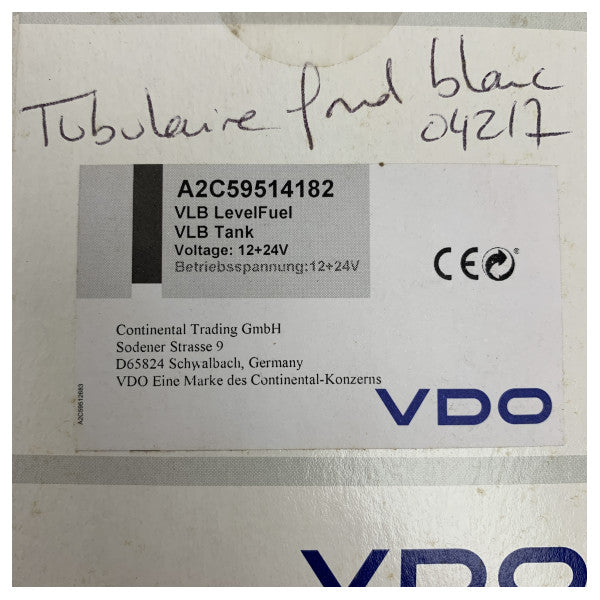 Tubulaire fond blanc
04217
A2C59514182
VLB LevelFuel
VLB Tank
Voltage: 12+24V
Betriebsspannung:12+24V
CE
Continental Trading GmbH
Sodener Strasse 9
D65824 Schwalbach, Germany
VDO Eine Marke des Continental-Konzerns
A2C59512683
VDO
VDO